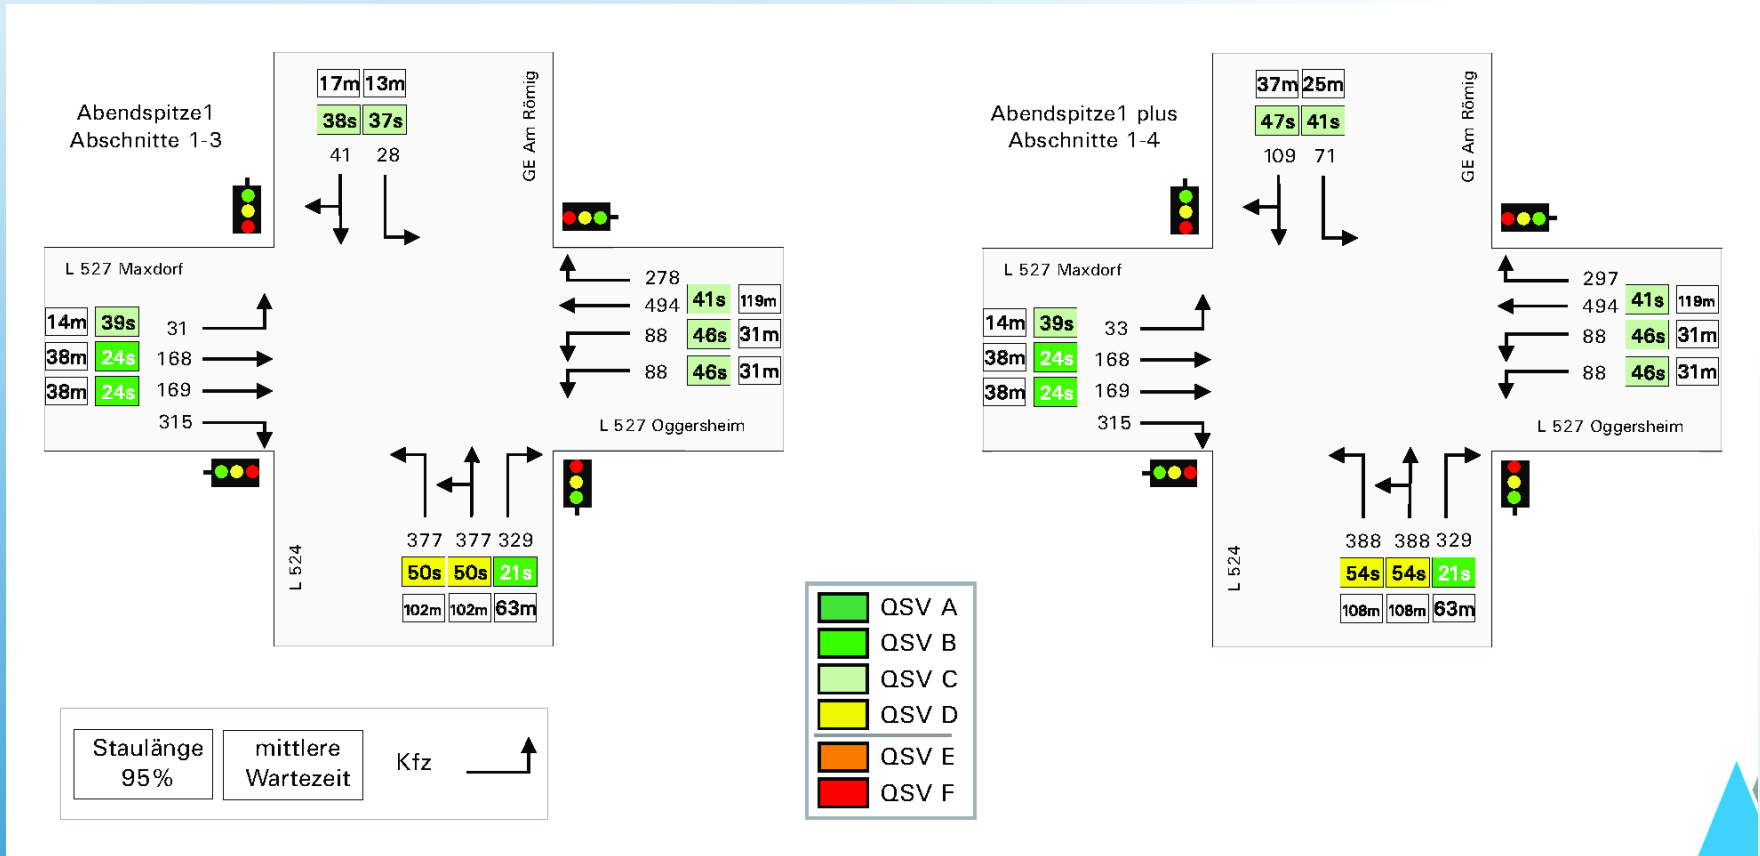 Abendspitze1
Abschnitte 1-3
17m 13m
38s 37s
41 28
GE Am Römig
L 527 Maxdorf
14m 39s 31
38m 24s 168
38m 24s 169
315
278
494 41s 119m
88 46s 31m
88 46s 31m
L 527 Oggersheim
L 524
377 377 329
50s 50s 21s
102m 102m 63m
Abendspitze1 plus
Abschnitte 1-4
37m 25m
47s 41s
109 71
GE Am Römig
L 527 Maxdorf
14m 39s 33
38m 24s 168
38m 24s 169
315
297
494 41s 119m
88 46s 31m
88 46s 31m
L 527 Oggersheim
L 524
388 388 329
54s 54s 21s
108m 108m 63m
Staulänge
95%
mittlere
Wartezeit
Kfz
QSV A
QSV B
QSV C
QSV D
QSV E
QSV F